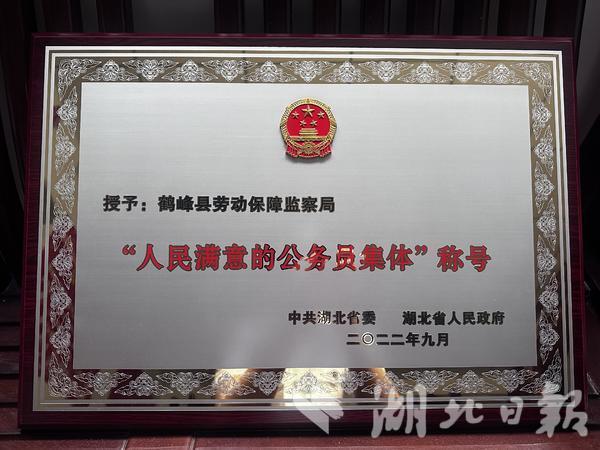 授予：鹤峰县劳动保障监察局
“人民满意的公务员集体”称号
中共湖北省委 湖北省人民政府
二〇二二年九月
湖北日報